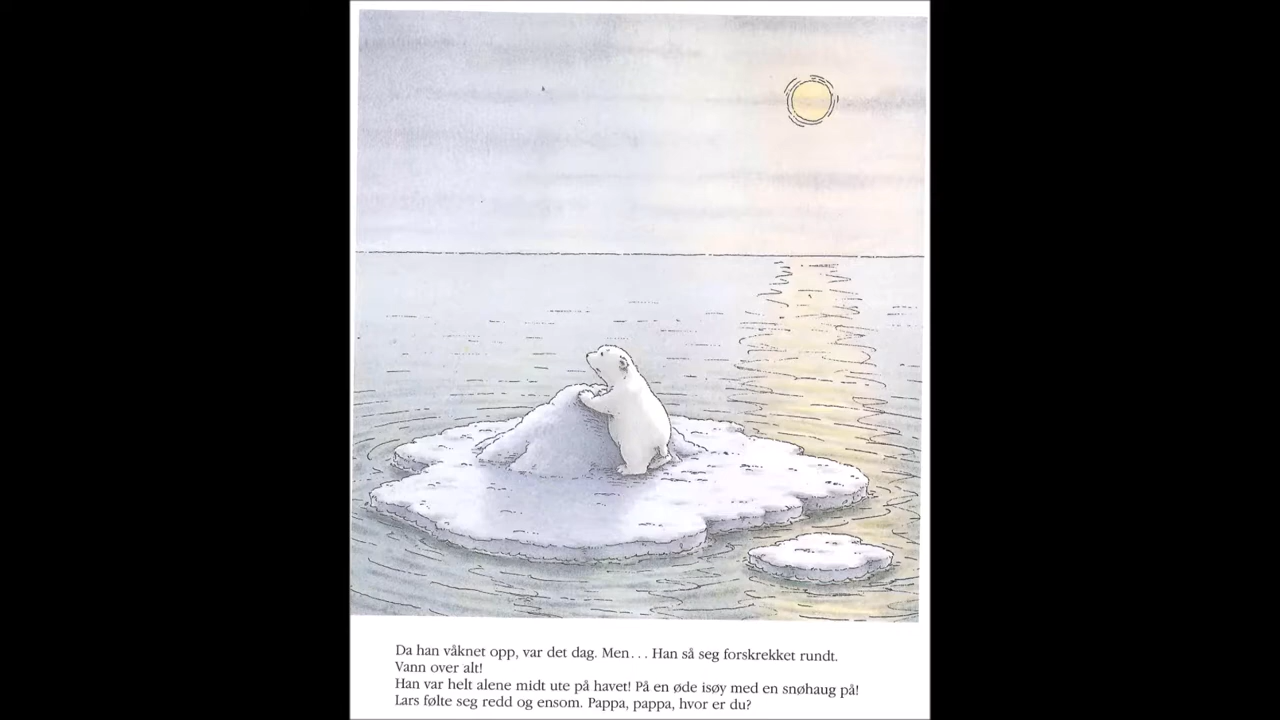 Da han våknet opp, var det dag. Men... Han så seg forskrekket rundt.
Vann over alt!
Han var helt alene midt ute på havet! På en øde isøy med en snøhaug på!
Lars følte seg redd og ensom. Pappa, pappa, hvor er du?